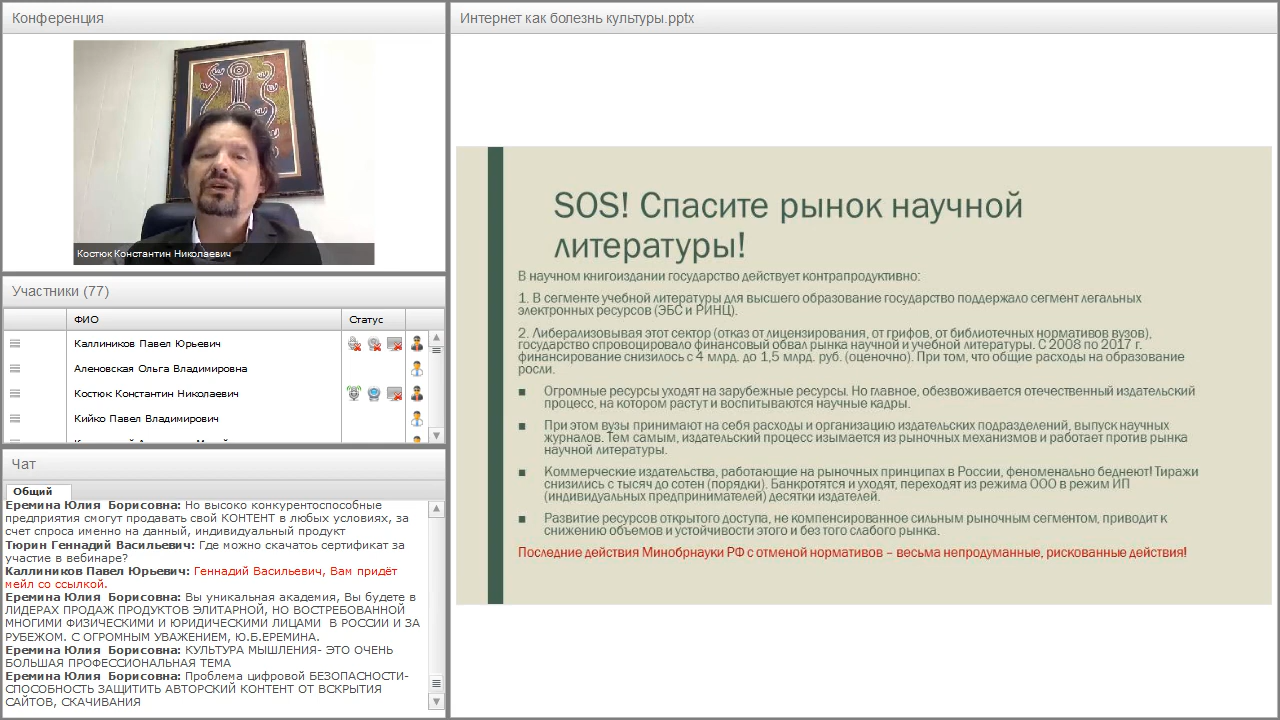 Конференция
Костюк Константин Николаевич
Участники (77)
ФИО
Статус
Каллиников Павел Юрьевич
Аленовская Ольга Владимировна
Костюк Константин Николаевич
Кийко Павел Владимирович
Чат
Общий
Еремина Юлия  Борисовна: Но высоко конкурентоспособные
предприятия смогут продавать свой КОНТЕНТ в любых условиях, за
счет спроса именно на данный, индивидуальный продукт
Тюрин Геннадий Васильевич: Где можно скачатоь сертификат за
участие в вебинаре?
Каллиников Павел Юрьевич: Геннадий Васильевич, Вам придёт
мейл со ссылкой.
Еремина Юлия  Борисовна: Вы уникальная академия, Вы будете в
ЛИДЕРАХ ПРОДАЖ ПРОДУКТОВ ЭЛИТАРНОЙ, НО ВОСТРЕБОВАННОЙ
МНОГИМИ ФИЗИЧЕСКИМИ И ЮРИДИЧЕСКИМИ ЛИЦАМИ  В РОССИИ И ЗА
РУБЕЖОМ. С ОГРОМНЫМ УВАЖЕНИЕМ, Ю.Б.ЕРЕМИНА.
Еремина Юлия  Борисовна: КУЛЬТУРА МЫШЛЕНИЯ- ЭТО ОЧЕНЬ
БОЛЬШАЯ ПРОФЕССИОНАЛЬНАЯ ТЕМА
Еремина Юлия  Борисовна: Проблема цифровой БЕЗОПАСНОСТИ-
СПОСОБНОСТЬ ЗАЩИТИТЬ АВТОРСКИЙ КОНТЕНТ ОТ ВСКРЫТИЯ
САЙТОВ, СКАЧИВАНИЯ
Интернет как болезнь культуры.pptx
SOS! Спасите рынок научной
литературы!
В научном книгоиздании государство действует контрапродуктивно:
1. В сегменте учебной литературы для высшего образование государство поддержало сегмент легальных
электронных ресурсов (ЭБС и РИНЦ).
2. Либерализовывая этот сектор (отказ от лицензирования, от грифов, от библиотечных нормативов вузов),
государство спровоцировало финансовый обвал рынка научной и учебной литературы. С 2008 по 2017 г.
финансирование снизилось с 4 млрд. до 1,5 млрд. руб. (оценочно). При том, что общие расходы на образование
росли.
■ Огромные ресурсы уходят на зарубежные ресурсы. Но главное, обезвоживается отечественный издательский
процесс, на котором растут и воспитываются научные кадры.
■ При этом вузы принимают на себя расходы и организацию издательских подразделений, выпуск научных
журналов. Тем самым, издательский процесс изымается из рыночных механизмов и работает против рынка
научной литературы.
■ Коммерческие издательства, работающие на рыночных принципах в России, феноменально беднеют! Тиражи
снизились с тысяч до сотен (порядки). Банкротятся и уходят, переходят из режима ООО в режим ИП
(индивидуальных предпринимателей) десятки издателей.
■ Развитие ресурсов открытого доступа, не компенсированное сильным рыночным сегментом, приводит к
снижению объемов и устойчивости этого и без того слабого рынка.
Последние действия Минобрнауки РФ с отменой нормативов – весьма непродуманные, рискованные действия!